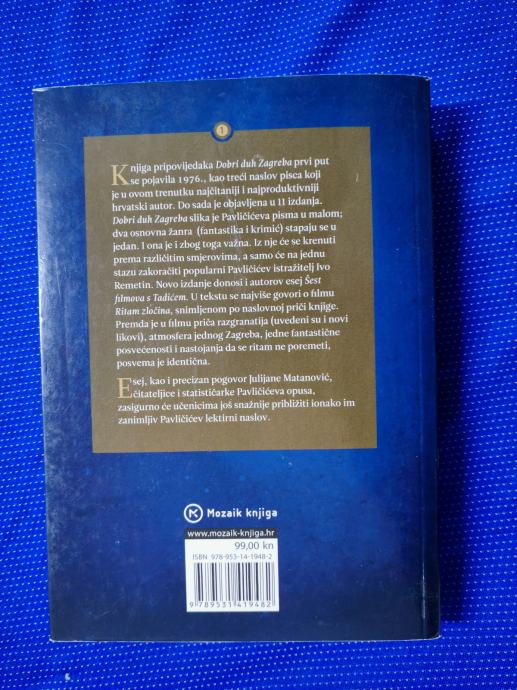 1
Knjiga pripovijedaka Dobri duh Zagreba prvi put
se pojavila 1976., kao treći naslov pisca koji
je u ovom trenutku najčitaniji i najproduktivniji
hrvatski autor. Do sada je objavljena u 11 izdanja.
Dobri duh Zagreba slika je Pavličićeva pisma u malom;
dva osnovna žanra (fantastika i krimić) stapaju se u
jedan. I ona je i zbog toga važna. Iz nje će se krenuti
prema različitim smjerovima, a samo će na jednu
stazu zakoračiti popularni Pavličićev istražitelj Ivo
Remetin. Novo izdanje donosi i autorov esej Šest
filmova s Tadićem. U tekstu se najviše govori o filmu
Ritam zločina, snimljenom po naslovnoj priči knjige.
Premda je u filmu priča razgranatija (uvedeni su i novi
likovi), atmosfera jednog Zagreba, jedne fantastične
posvećenosti i nastojanja da se ritam ne poremeti,
posvema je identična.
Esej, kao i precizan pogovor Julijane Matanović,
čitateljice i statističarke Pavličićeva opusa,
zasigurno će učenicima još snažnije približiti ionako im
zanimljiv Pavličićev lektirni naslov.
Mozaik knjiga
www.mozaik-knjiga.hr
99,00 kn
ISBN 978-953-14-1948-2
9 789531 419482